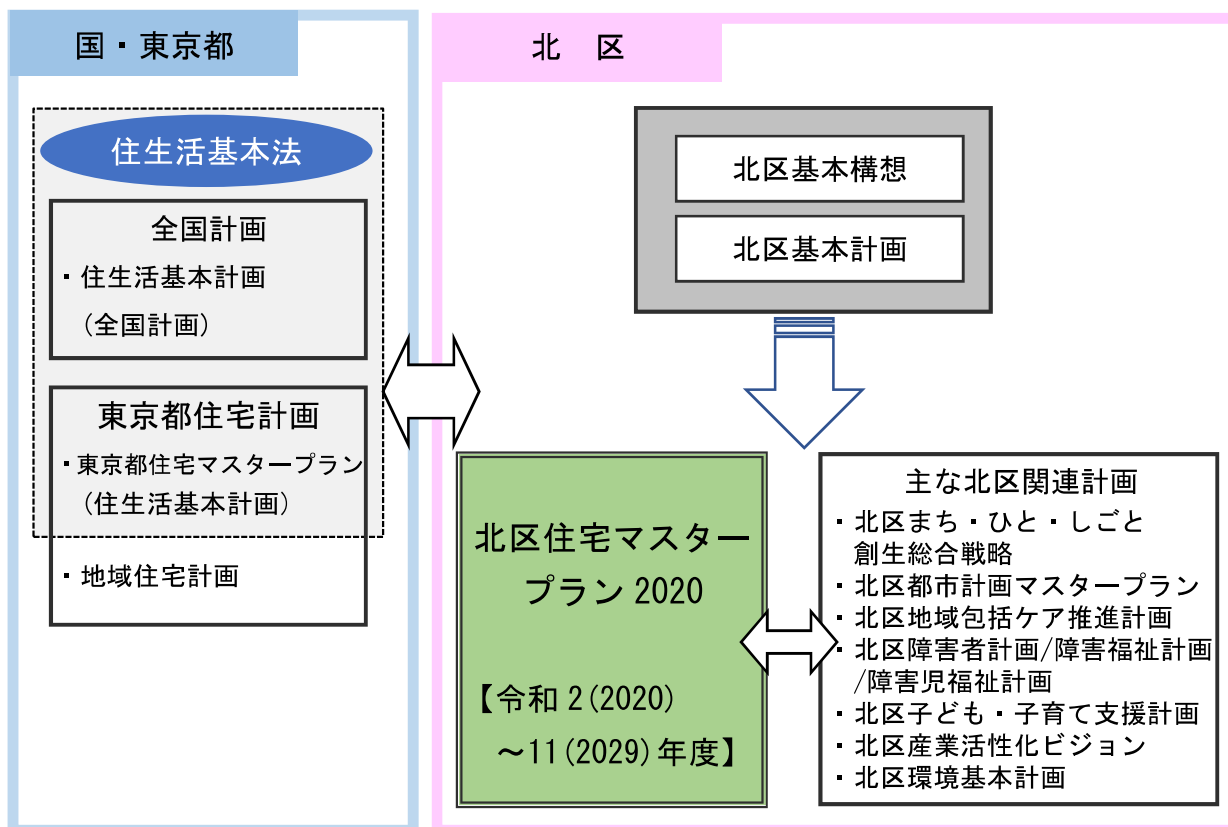 国・東京都
住生活基本法
全国計画
・住生活基本計画
(全国計画)
東京都住宅計画
・東京都住宅マスタープラン
(住生活基本計画)
・地域住宅計画
北　区
北区基本構想
北区基本計画
北区住宅マスター
プラン 2020
【令和 2(2020)
～11(2029)年度】
主な北区関連計画
・北区まち・ひと・しごと
創生総合戦略
・北区都市計画マスタープラン
・北区地域包括ケア推進計画
・北区障害者計画/障害福祉計画
/障害児福祉計画
・北区子ども・子育て支援計画
・北区産業活性化ビジョン
・北区環境基本計画